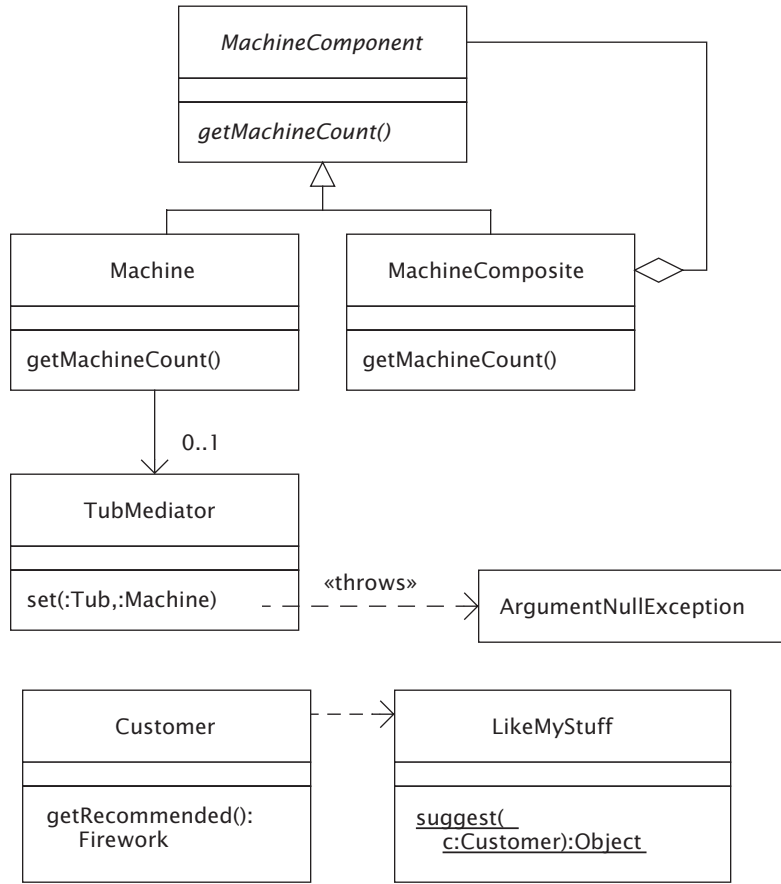 MachineComponent
getMachineCount()
Machine
MachineComposite
getMachineCount()
getMachineCount()
0..1
TubMediator
set(:Tub,:Machine)
«throws»
ArgumentNullException
Customer
LikeMyStuff
getRecommended():
Firework
suggest(
c:Customer):Object